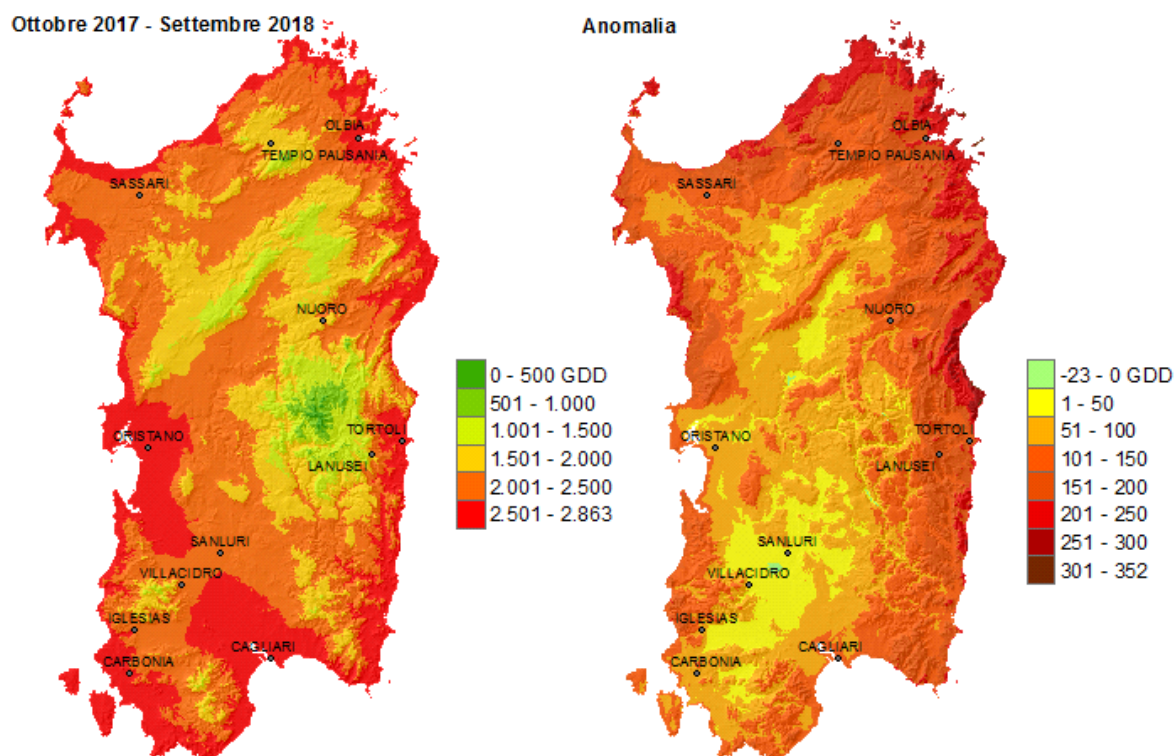 Ottobre 2017 - Settembre 2018
OLBIA
TEMPIO PAUSANIA
SASSARI
NUORO
ORISTANO
TORTOLI
LANUSEI
SANLURI
VILLACIDRO
IGLESIAS
CAGLIARI
CARBONIA
0 - 500 GDD
501 - 1.000
1.001 - 1.500
1.501 - 2.000
2.001 - 2.500
2.501 - 2.863
Anomalia
OLBIA
TEMPIO PAUSANIA
SASSARI
NUORO
ORISTANO
TORTOLI
LANUSEI
SANLURI
VILLACIDRO
IGLESIAS
CAGLIARI
CARBONIA
-23 - 0 GDD
1 - 50
51 - 100
101 - 150
151 - 200
201 - 250
251 - 300
301 - 352